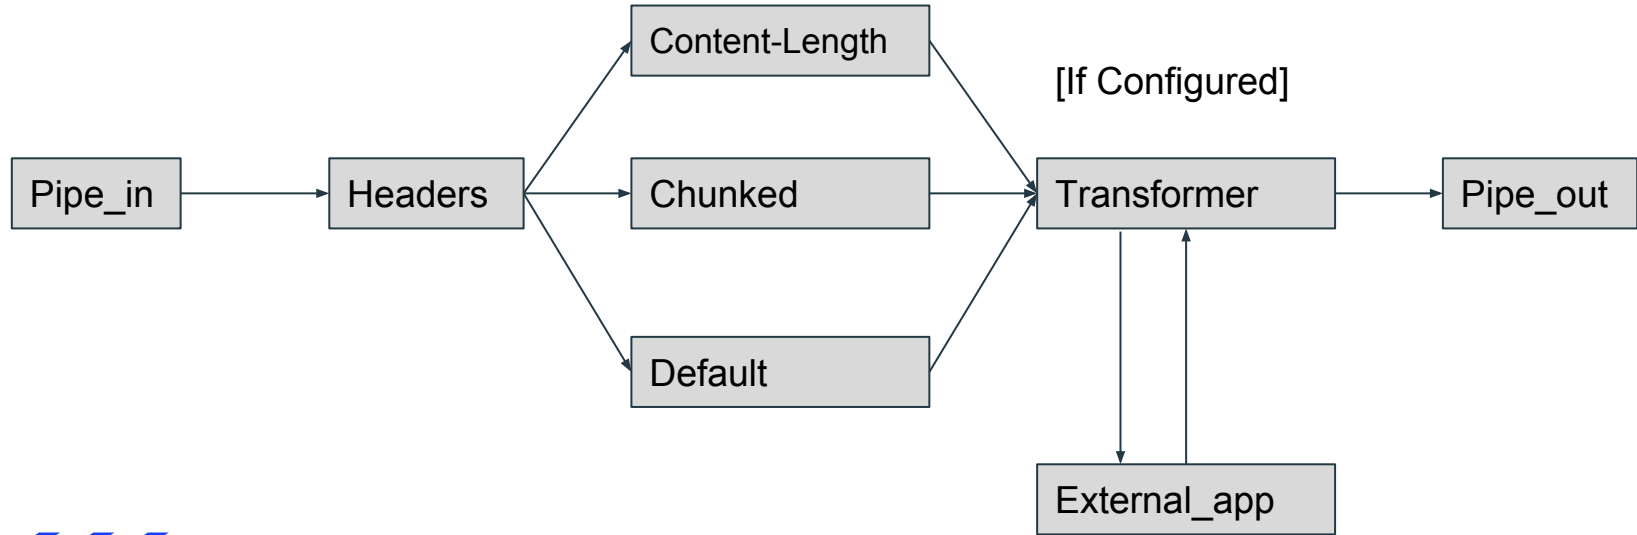 Content-Length
[If Configured]
Pipe_in
Headers
Chunked
Transformer
Pipe_out
Default
External_app